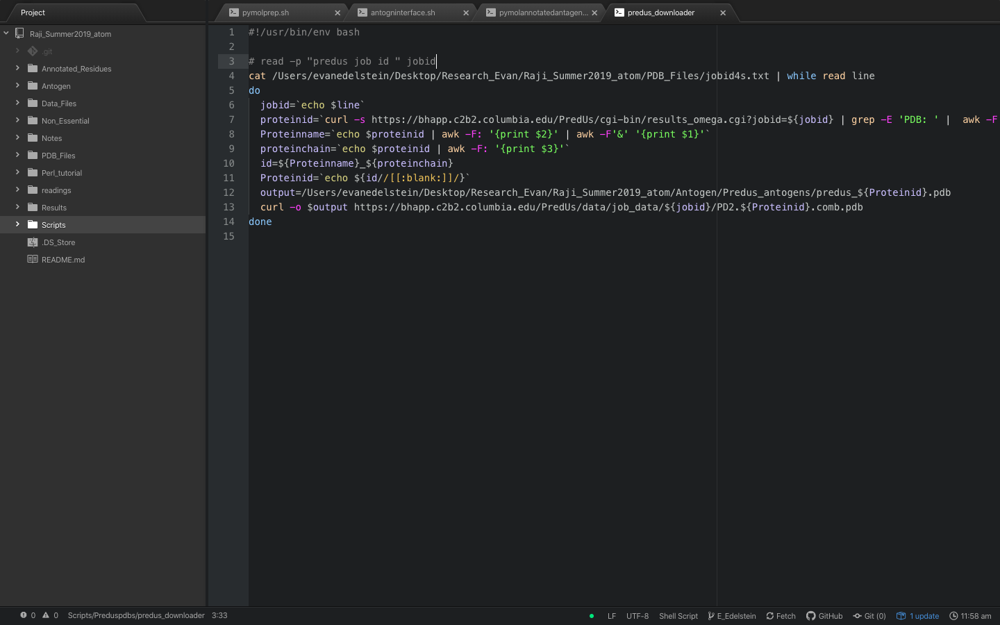 Project
pymolprep.sh
antogninterface.sh
pymolannotatedantagen...
predus_downloader
Raji_Summer2019_atom
.git
Annotated_Residues
Antogen
Data_Files
Non_Essential
Notes
PDB_Files
Perl_tutorial
readings
Results
Scripts
.DS_Store
README.md
1 #!/usr/bin/env bash
2
3 # read -p "predus job id " jobid
4 cat /Users/evanedelstein/Desktop/Research_Evan/Raji_Summer2019_atom/PDB_Files/jobid4s.txt | while read line
5 do
6 jobid=`echo $line`
7 proteinid=`curl -s https://bhapp.c2b2.columbia.edu/PredUs/cgi-bin/results_omega.cgi?jobid=${jobid} | grep -E 'PDB: ' |  awk -F
8 Proteinname=`echo $proteinid | awk -F: '{print $2}' | awk -F'&' '{print $1}'`
9 proteinchain=`echo $proteinid | awk -F: '{print $3}'`
10 id=${Proteinname}_${proteinchain}
11 Proteinid=`echo ${id//[[:blank:]]/}`
12 output=/Users/evanedelstein/Desktop/Research_Evan/Raji_Summer2019_atom/Antogen/Predus_antogens/predus_${Proteinid}.pdb
13 curl -o $output https://bhapp.c2b2.columbia.edu/PredUs/data/job_data/${jobid}/PD2.${Proteinid}.comb.pdb
14 done
15
0 0 Scripts/Preduspdbs/predus_downloader 3:33 LF UTF-8 Shell Script E_Edelstein Fetch GitHub Git (0) 1 update 11:58 am